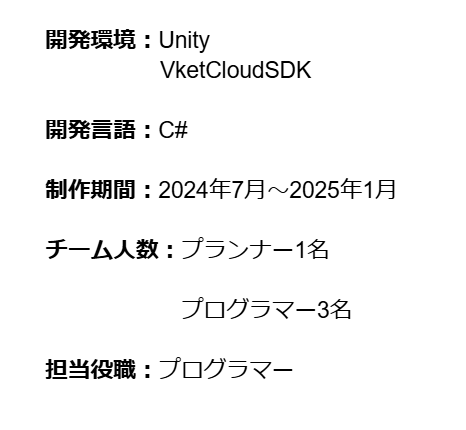 開発環境：Unity
VketCloudSDK
開発言語：C#
制作期間：2024年7月～2025年1月
チーム人数：プランナー1名
プログラマー3名
担当役職：プログラマー